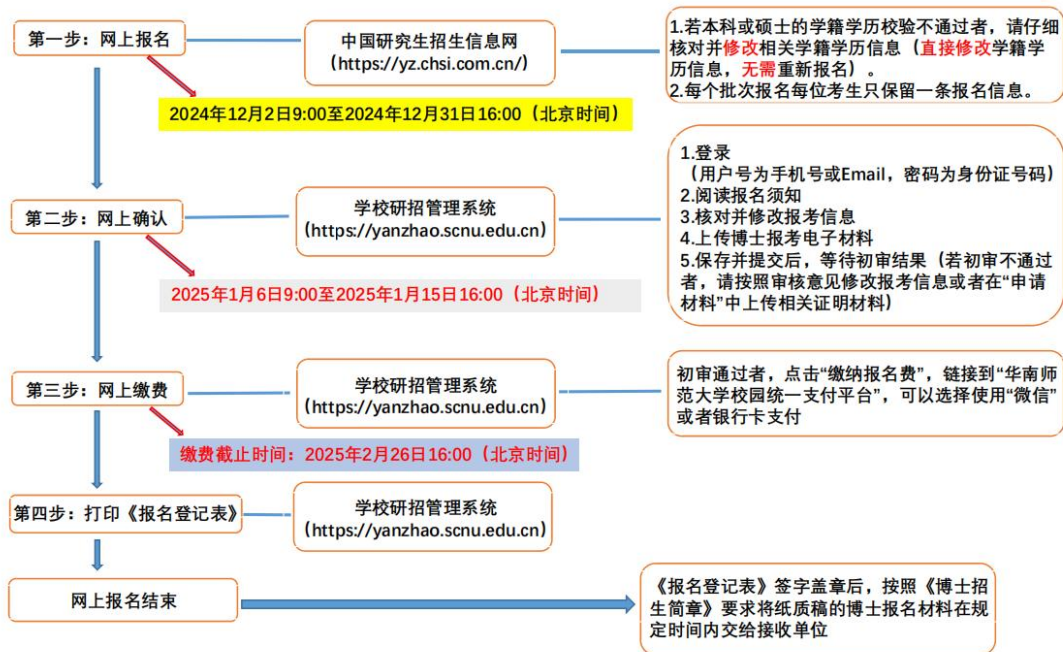 第一步：网上报名
中国研究生招生信息网
（https://yz.chsi.com.cn/）
1.若本科或硕士的学籍学历校验不通过者，请仔细
核对并修改相关学籍学历信息（直接修改学籍学
历信息，无需重新报名）。
2.每个批次报名每位考生只保留一条报名信息。
2024年12月2日9:00至2024年12月31日16:00（北京时间）
第二步：网上确认
学校研招管理系统
（https://yanzhao.scnu.edu.cn）
1.登录
（用户号为手机号或Email，密码为身份证号码）
2.阅读报名须知
3.核对并修改报考信息
4.上传博士报考电子材料
5.保存并提交后，等待初审结果（若初审不通过
者，请按照审核意见修改报考信息或者在“申请
材料”中上传相关证明材料）
2025年1月6日9:00至2025年1月15日16:00（北京时间）
第三步：网上缴费
学校研招管理系统
（https://yanzhao.scnu.edu.cn）
初审通过者，点击“缴纳报名费”，链接到“华南师
范大学校园统一支付平台”，可以选择使用“微信”
或者银行卡支付
缴费截止时间：2025年2月26日16:00（北京时间）
第四步：打印《报名登记表》
学校研招管理系统
（https://yanzhao.scnu.edu.cn）
网上报名结束
《报名登记表》签字盖章后，按照《博士招
生简章》要求将纸质稿的博士报名材料在规
定时间内交给接收单位